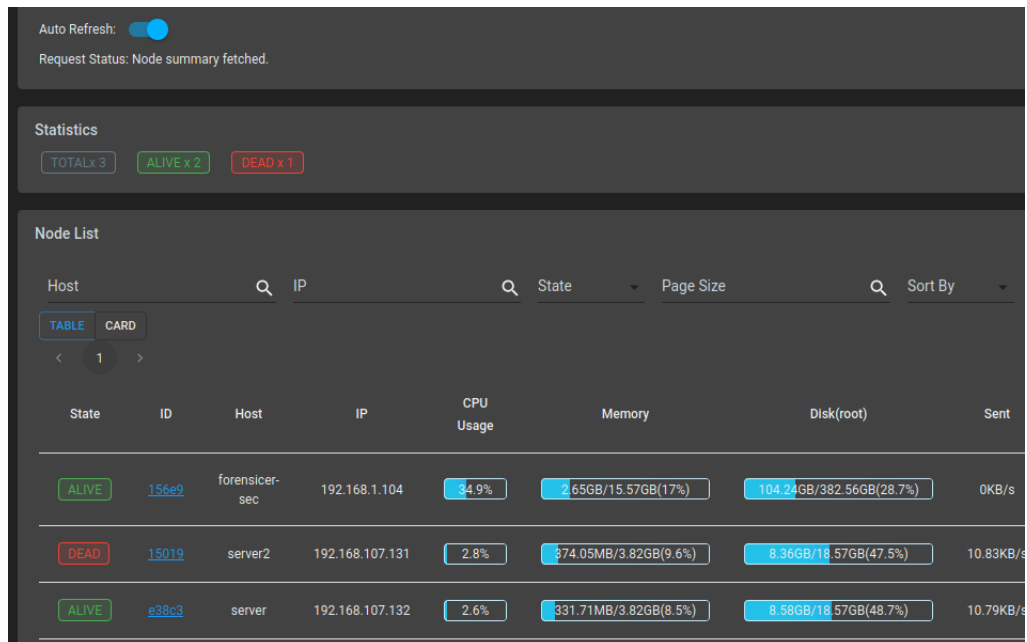 Auto Refresh:
Request Status: Node summary fetched.
Statistics
TOTALx 3 ALIVE x 2 DEAD x 1
Node List
Host IP State Page Size Sort By
TABLE CARD
< 1 >
State ID Host IP CPU Usage Memory Disk(root) Sent
ALIVE 156e9 forensicer-sec 192.168.1.104 34.9% 2.65GB/15.57GB(17%) 104.24GB/382.56GB(28.7%) 0KB/s
DEAD 15019 server2 192.168.107.131 2.8% 374.05MB/3.82GB(9.6%) 8.36GB/18.57GB(47.5%) 10.83KB/s
ALIVE e38c3 server 192.168.107.132 2.6% 331.71MB/3.82GB(8.5%) 8.58GB/18.57GB(48.7%) 10.79KB/s